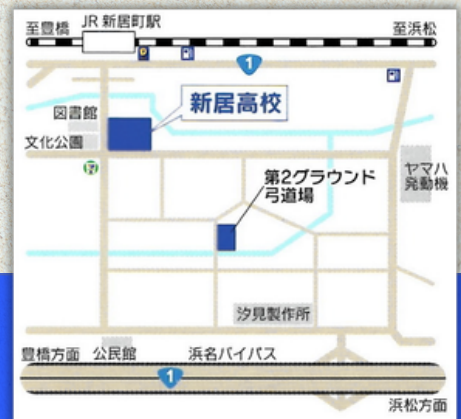 至豊橋
JR 新居町駅
至浜松
P
1
図書館
新居高校
文化公園
7
第2グラウンド
弓道場
ヤマハ
発動機
汐見製作所
豊橋方面
公民館
浜名バイパス
1
浜松方面